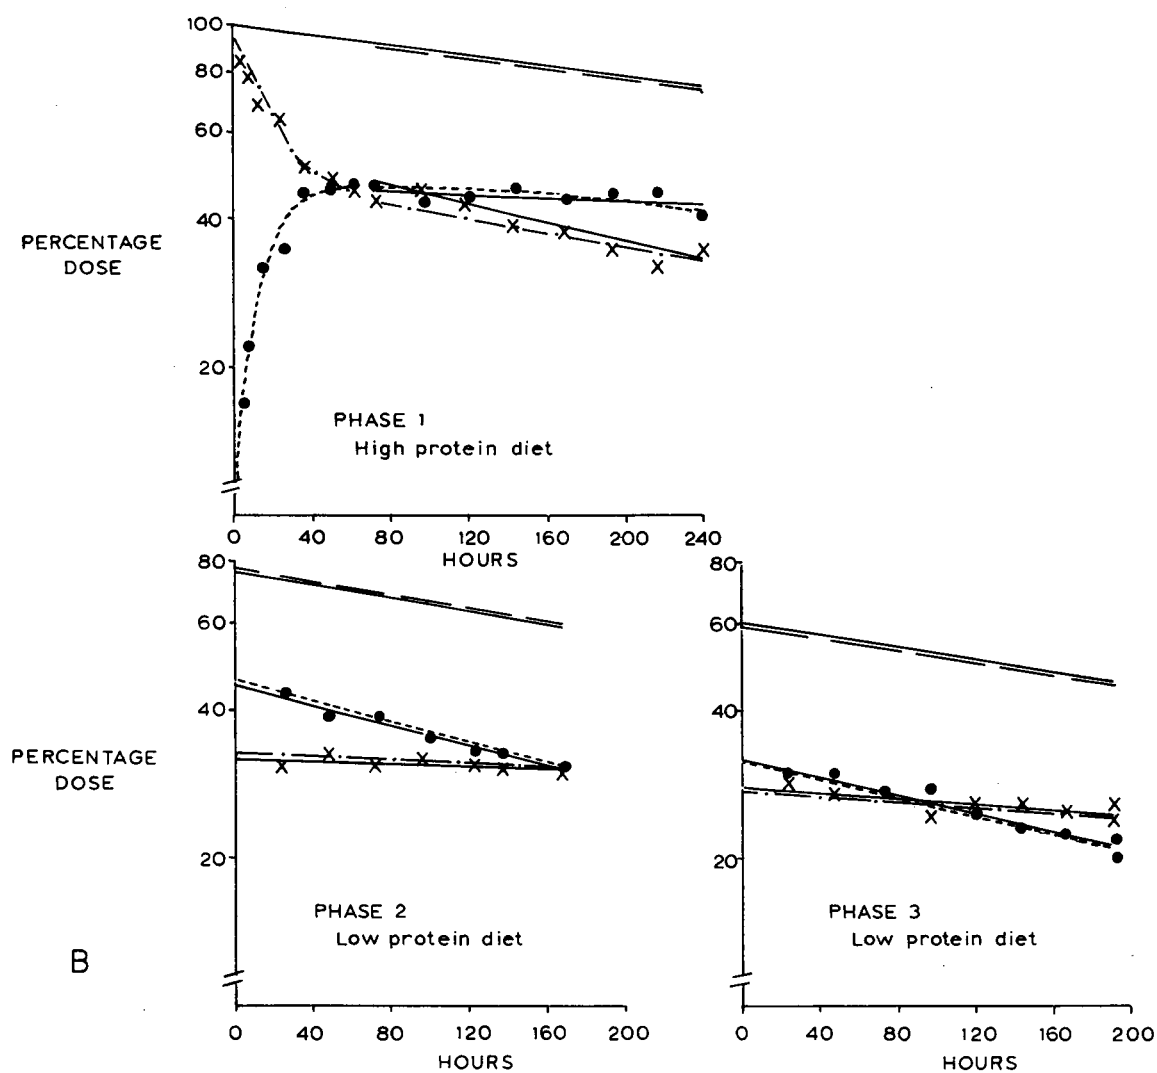 100
80
60
40
20
PERCENTAGE
DOSE
PHASE 1
High protein diet
0 40 80 120 160 200 240
HOURS
80
60
40
20
PERCENTAGE
DOSE
PHASE 2
Low protein diet
B
0 40 80 120 160 200
HOURS
80
60
40
20
PHASE 3
Low protein diet
0 40 80 120 160 200
HOURS